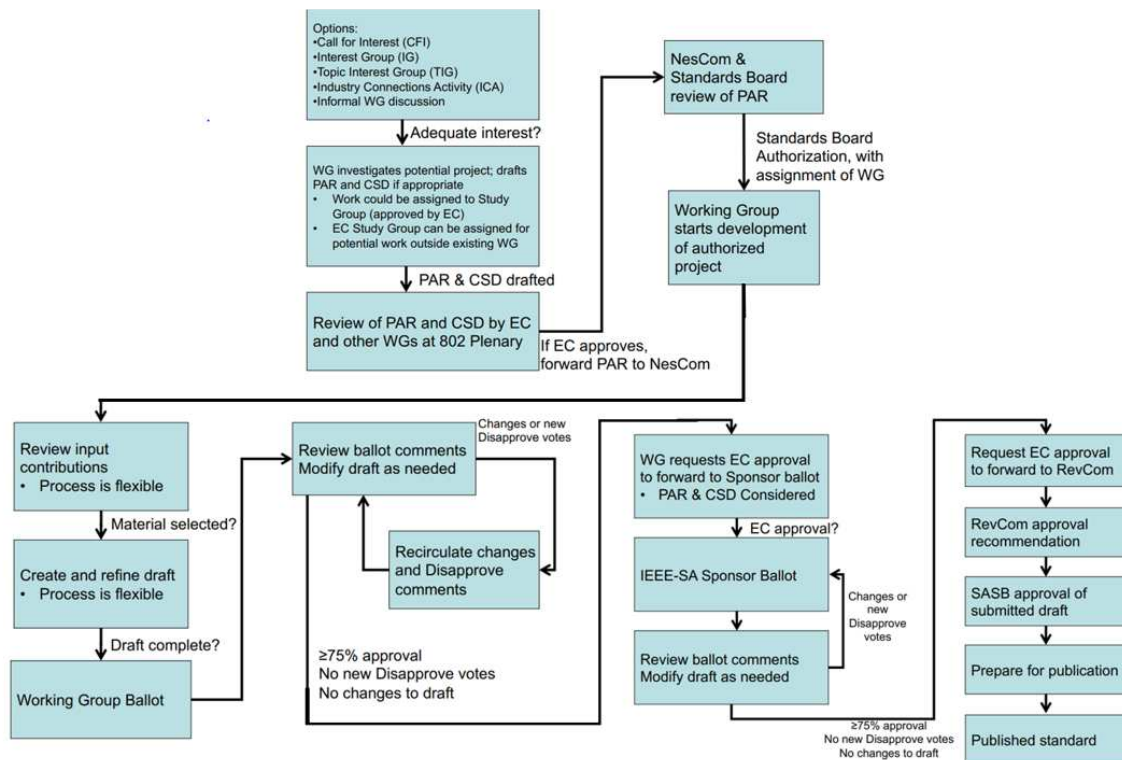 Options:
•Call for Interest (CFI)
•Interest Group (IG)
•Topic Interest Group (TIG)
•Industry Connections Activity (ICA)
•Informal WG discussion
Adequate interest?
WG investigates potential project; drafts
PAR and CSD if appropriate
• Work could be assigned to Study
Group (approved by EC)
• EC Study Group can be assigned for
potential work outside existing WG
PAR & CSD drafted
Review of PAR and CSD by EC
and other WGs at 802 Plenary
If EC approves,
forward PAR to NesCom
NesCom &
Standards Board
review of PAR
Standards Board
Authorization, with
assignment of WG
Working Group
starts development
of authorized
project
Review input
contributions
• Process is flexible
Material selected?
Create and refine draft
• Process is flexible
Draft complete?
Working Group Ballot
Review ballot comments
Modify draft as needed
Changes or new
Disapprove votes
Recirculate changes
and Disapprove
comments
≥75% approval
No new Disapprove votes
No changes to draft
WG requests EC approval
to forward to Sponsor ballot
• PAR & CSD Considered
EC approval?
IEEE-SA Sponsor Ballot
Changes or
new
Disapprove
votes
Review ballot comments
Modify draft as needed
≥75% approval
No new Disapprove votes
No changes to draft
Request EC approval
to forward to RevCom
RevCom approval
recommendation
SASB approval of
submitted draft
Prepare for publication
Published standard